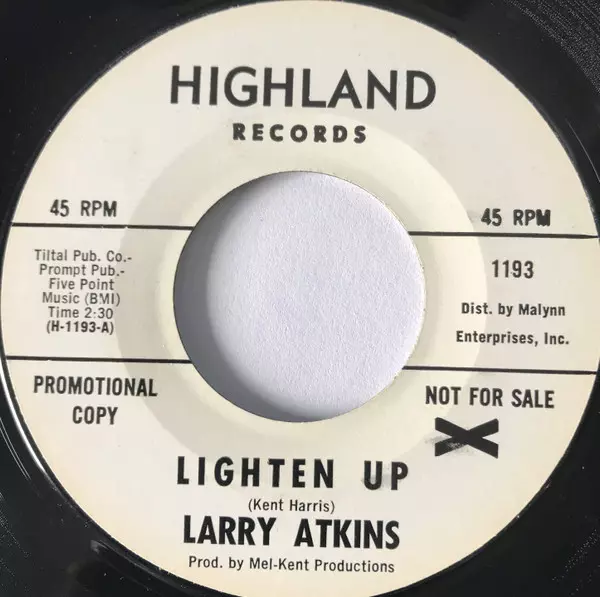 HIGHLAND
RECORDS
45 RPM
45 RPM
Tiltal Pub. Co.-
Prompt Pub.-
Five Point
Music (BMI)
Time 2:30
(H-1193-A)
1193
Dist. by Malynn
Enterprises, Inc.
PROMOTIONAL
COPY
NOT FOR SALE
X
LIGHTEN UP
(Kent Harris)
LARRY ATKINS
Prod. by Mel-Kent Productions